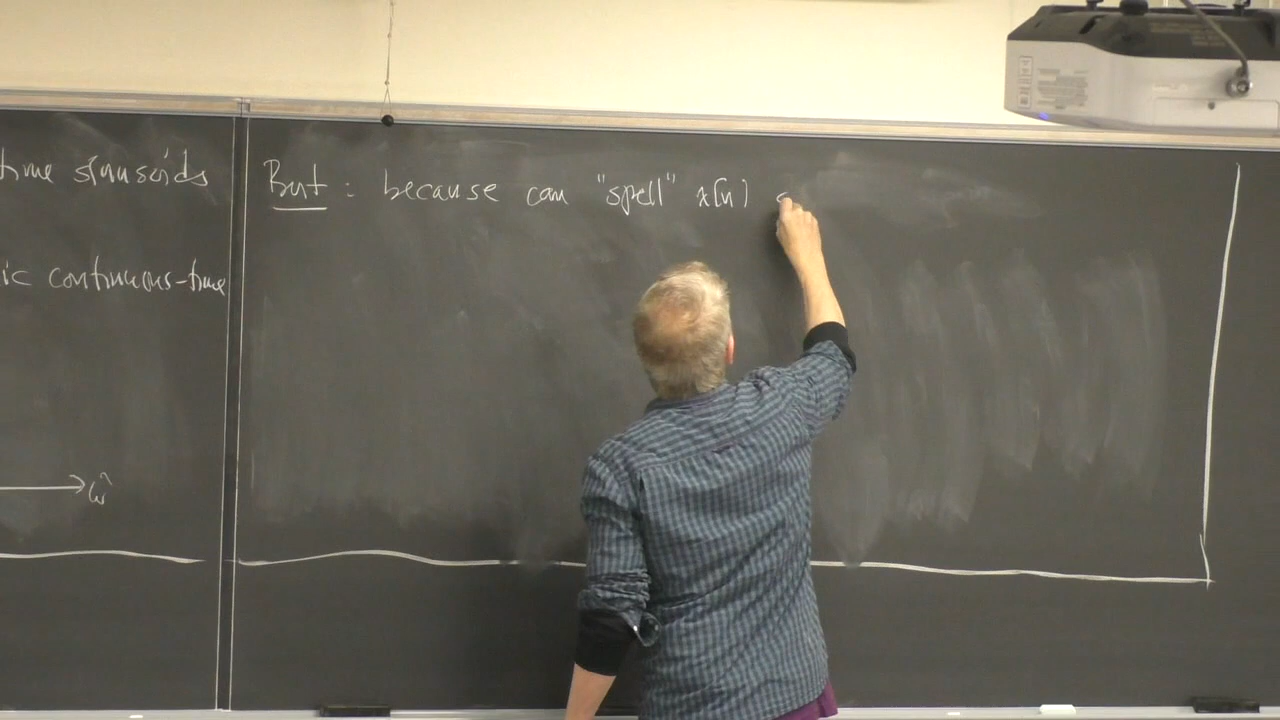 time sinusoids
ic continuous-time
ω̂
But : because can "spell" x[n]